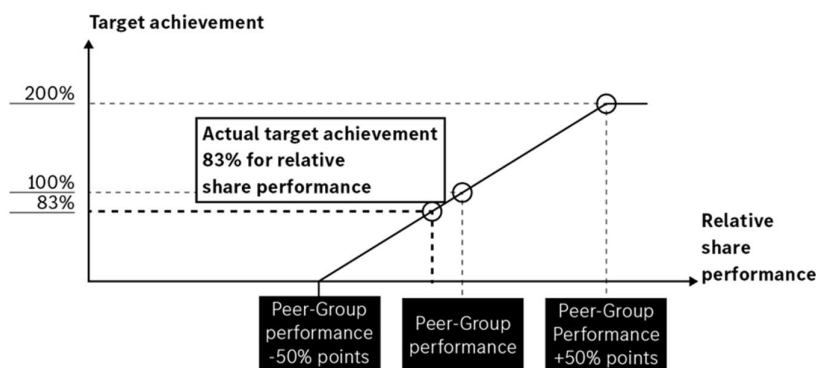 Target achievement
200%
Actual target achievement
83% for relative
share performance
100%
83%
Relative
share
performance
Peer-Group
performance
-50% points
Peer-Group
performance
Peer-Group
Performance
+50% points